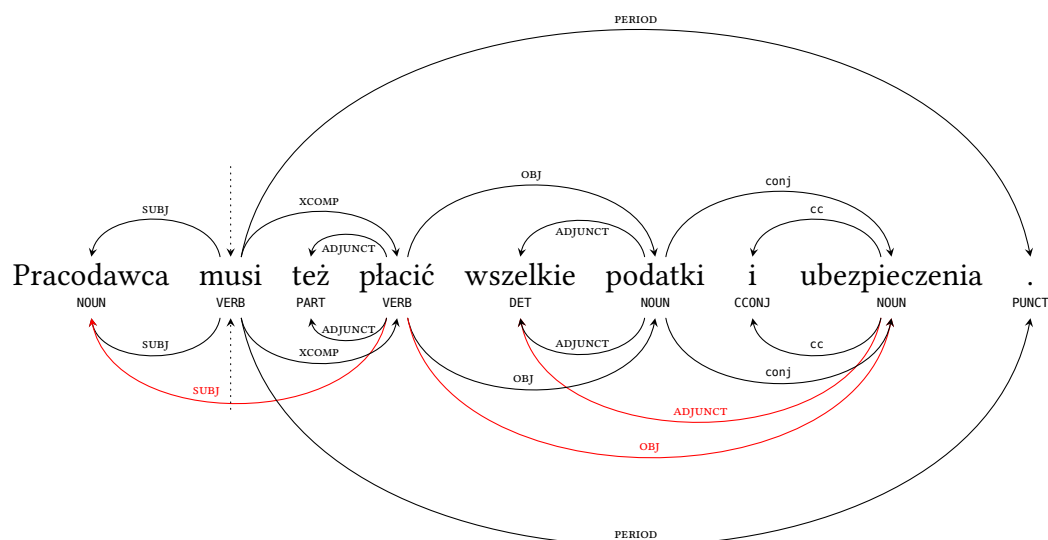 PERIOD
OBJ
conj
XCOMP
SUBJ cc
ADJUNCT ADJUNCT
Pracodawca musi też płacić wszelkie podatki i ubezpieczenia .
NOUN VERB PART VERB DET NOUN CCONJ NOUN PUNCT
ADJUNCT
SUBJ ADJUNCT cc
XCOMP
conj
OBJ
SUBJ
ADJUNCT
OBJ
PERIOD